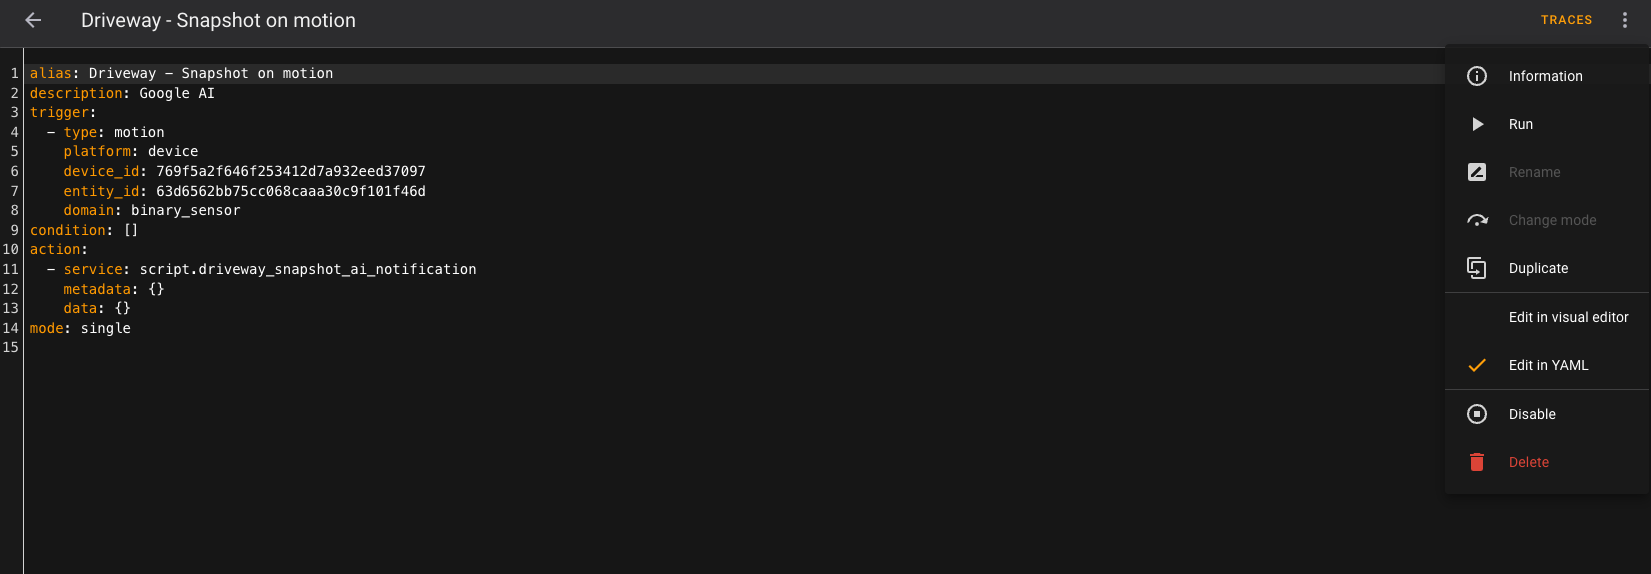 Driveway - Snapshot on motion
TRACES
1 alias: Driveway - Snapshot on motion
2 description: Google AI
3 trigger:
4   - type: motion
5     platform: device
6     device_id: 769f5a2f646f253412d7a932eed37097
7     entity_id: 63d6562bb75cc068caaa30c9f101f46d
8     domain: binary_sensor
9 condition: []
10 action:
11   - service: script.driveway_snapshot_ai_notification
12     metadata: {}
13     data: {}
14 mode: single
15
Information
Run
Rename
Change mode
Duplicate
Edit in visual editor
Edit in YAML
Disable
Delete